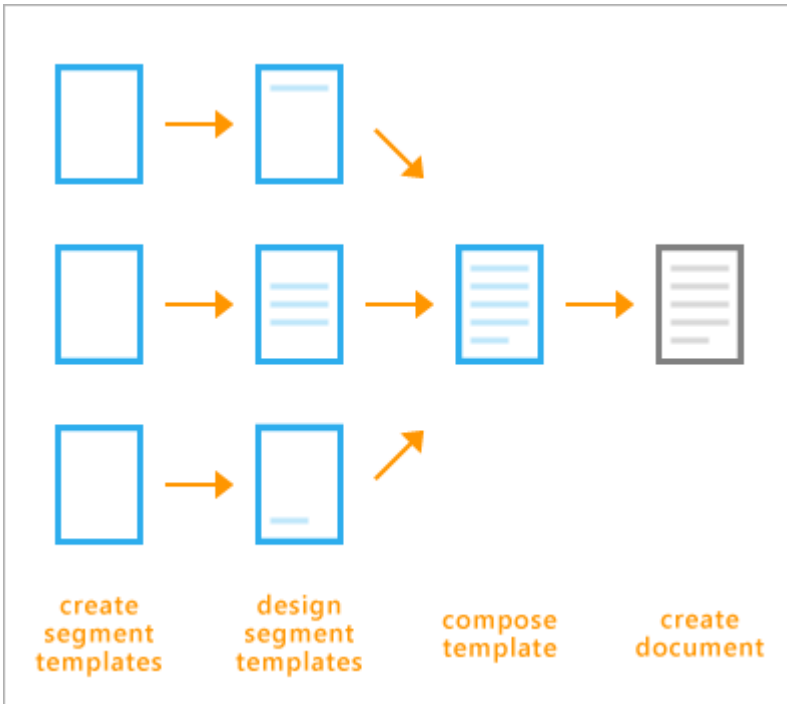 create
segment
templates
design
segment
templates
compose
template
create
document